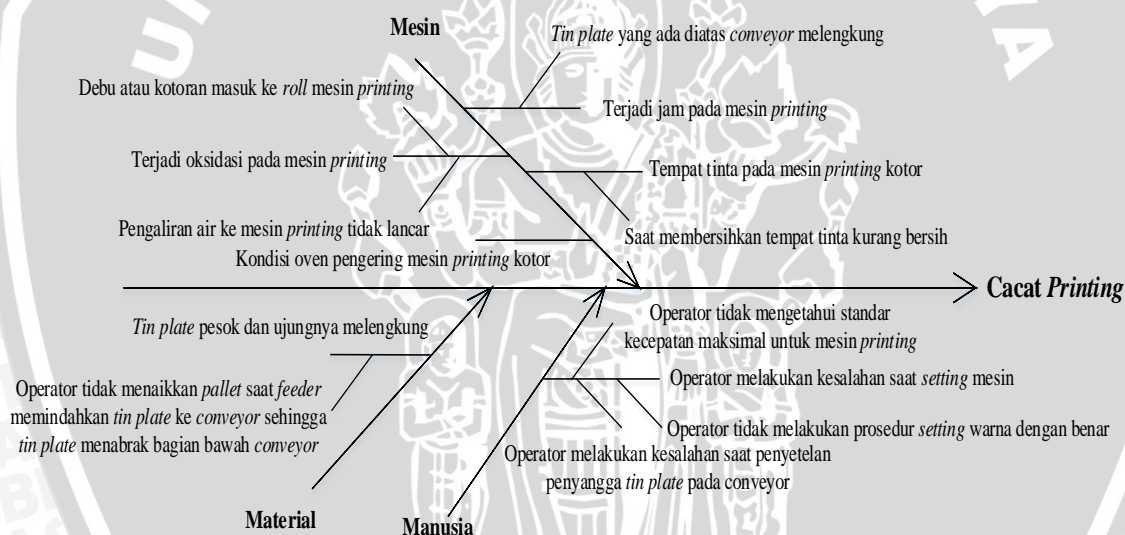 Mesin
Tin plate yang ada diatas conveyor melengkung
Debu atau kotoran masuk ke roll mesin printing
Terjadi jam pada mesin printing
Terjadi oksidasi pada mesin printing
Tempat tinta pada mesin printing kotor
Pengaliran air ke mesin printing tidak lancar
Saat membersihkan tempat tinta kurang bersih
Kondisi oven pengering mesin printing kotor
Cacat Printing
Operator tidak mengetahui standar
kecepatan maksimal untuk mesin printing
Tin plate pesok dan ujungnya melengkung
Operator melakukan kesalahan saat setting mesin
Operator tidak menaikkan pallet saat feeder
memindahkan tin plate ke conveyor sehingga
tin plate menabrak bagian bawah conveyor
Operator tidak melakukan prosedur setting warna dengan benar
Operator melakukan kesalahan saat penyetelan
penyangga tin plate pada conveyor
Material
Manusia